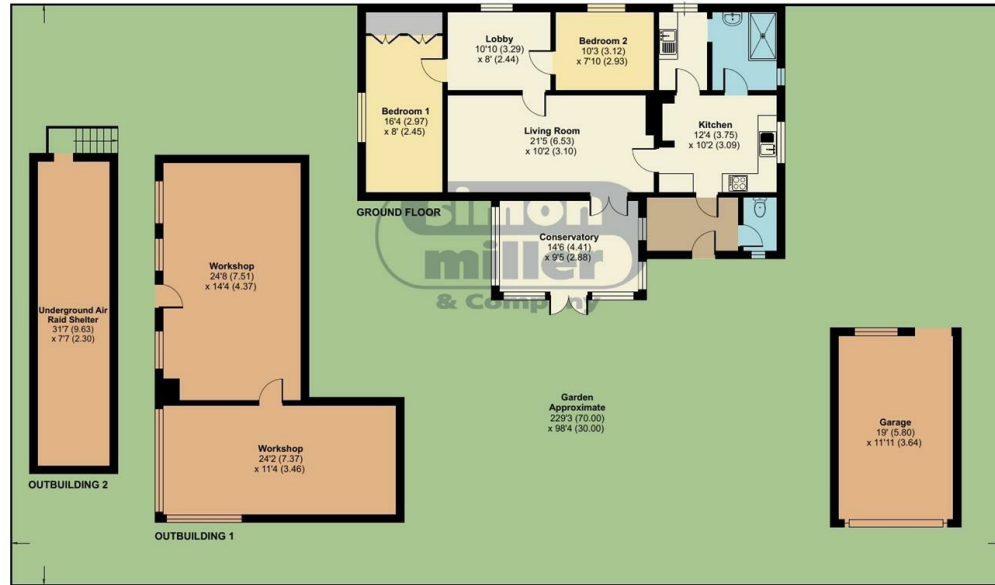 Lobby
10'10 (3.29)
x 8' (2.44)
Bedroom 2
10'3 (3.12)
x 7'10 (2.93)
Bedroom 1
16'4 (2.97)
x 8' (2.45)
Living Room
21'5 (6.53)
x 10'2 (3.10)
Kitchen
12'4 (3.75)
x 10'2 (3.09)
GROUND FLOOR
simon
miller
& Company
Conservatory
14'6 (4.41)
x 9'5 (2.88)
Workshop
24'8 (7.51)
x 14'4 (4.37)
Underground Air
Raid Shelter
31'7 (9.63)
x 7'7 (2.30)
Garden
Approximate
229'3 (70.00)
x 98'4 (30.00)
Garage
19' (5.80)
x 11'11 (3.64)
Workshop
24'2 (7.37)
x 11'4 (3.46)
OUTBUILDING 2
OUTBUILDING 1